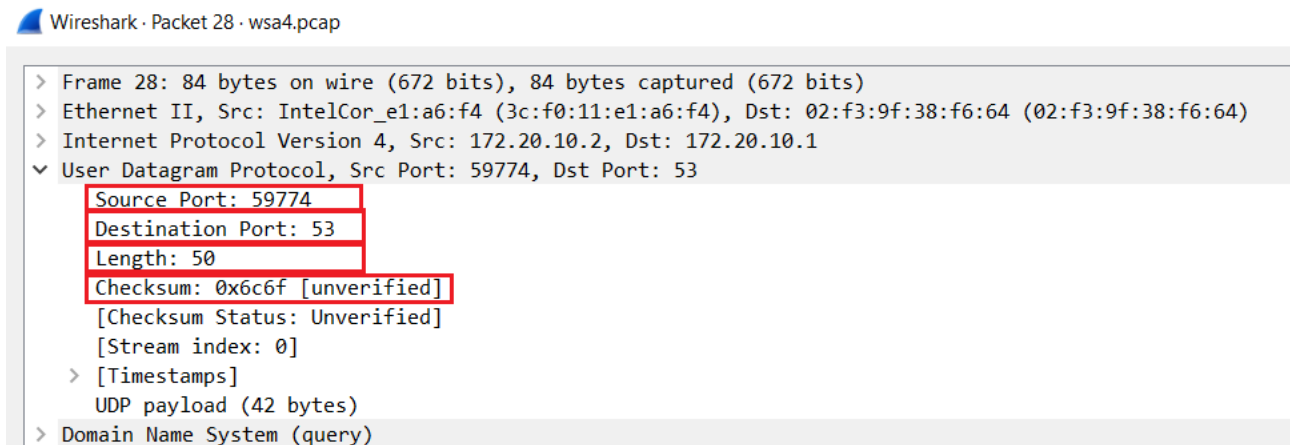 Wireshark · Packet 28 · wsa4.pcap
> Frame 28: 84 bytes on wire (672 bits), 84 bytes captured (672 bits)
> Ethernet II, Src: IntelCor_e1:a6:f4 (3c:f0:11:e1:a6:f4), Dst: 02:f3:9f:38:f6:64 (02:f3:9f:38:f6:64)
> Internet Protocol Version 4, Src: 172.20.10.2, Dst: 172.20.10.1
User Datagram Protocol, Src Port: 59774, Dst Port: 53
Source Port: 59774
Destination Port: 53
Length: 50
Checksum: 0x6c6f [unverified]
[Checksum Status: Unverified]
[Stream index: 0]
> [Timestamps]
UDP payload (42 bytes)
> Domain Name System (query)